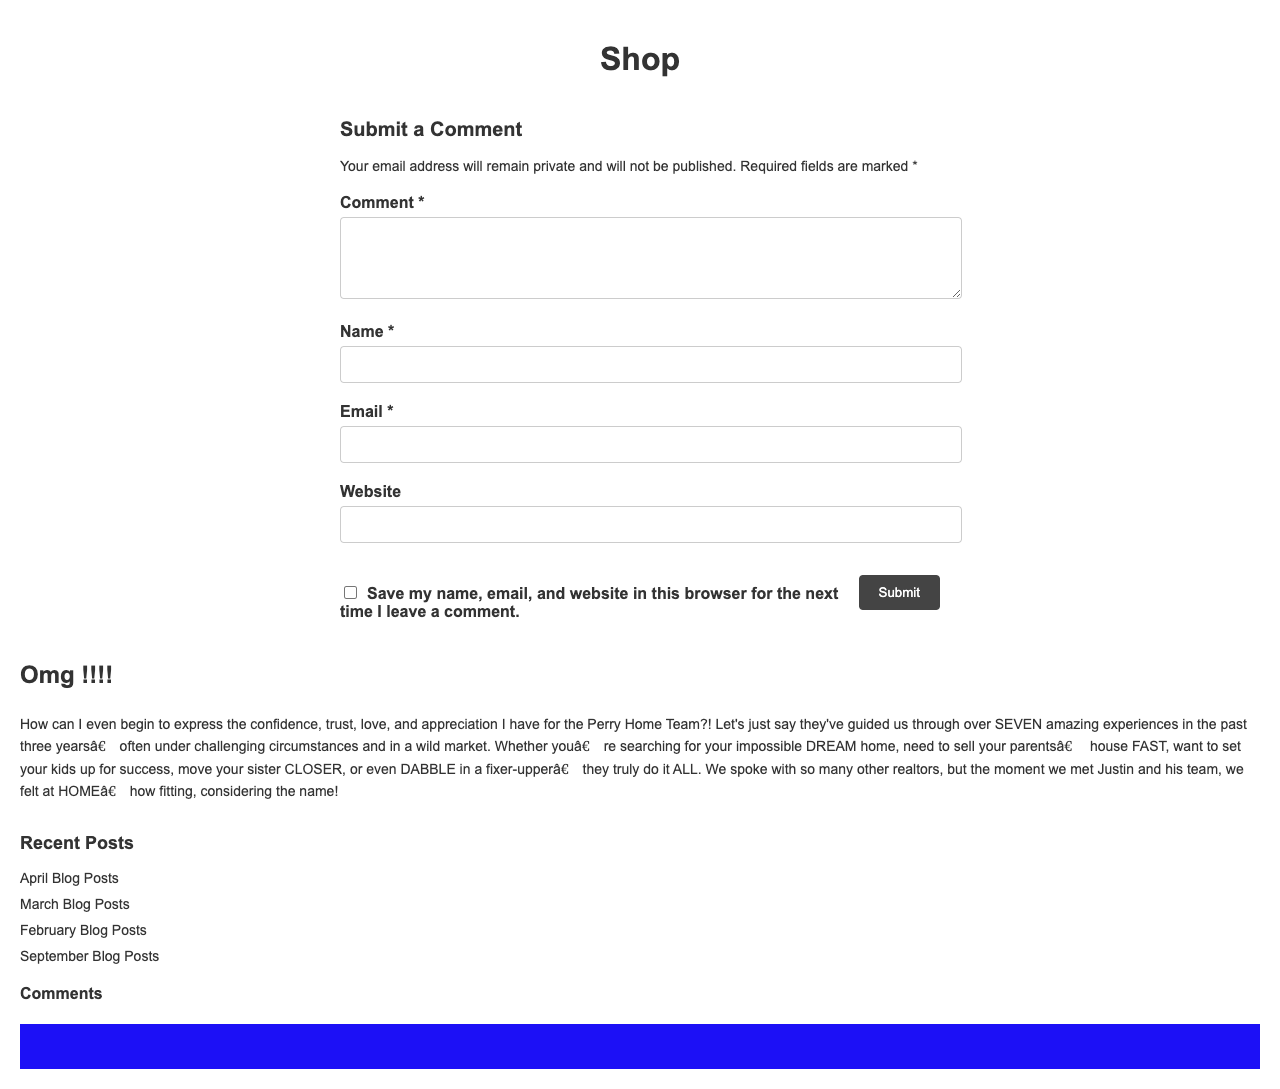 Shop
Submit a Comment
Your email address will remain private and will not be published. Required fields are marked *
Comment *
Name *
Email *
Website
Save my name, email, and website in this browser for the next
time I leave a comment.
Submit
Omg !!!!
How can I even begin to express the confidence, trust, love, and appreciation I have for the Perry Home Team?! Let's just say they've guided us through over SEVEN amazing experiences in the past
three yearsâ€ often under challenging circumstances and in a wild market. Whether youâ€ re searching for your impossible DREAM home, need to sell your parentsâ€ house FAST, want to set
your kids up for success, move your sister CLOSER, or even DABBLE in a fixer-upperâ€ they truly do it ALL. We spoke with so many other realtors, but the moment we met Justin and his team, we
felt at HOMEâ€ how fitting, considering the name!
Recent Posts
April Blog Posts
March Blog Posts
February Blog Posts
September Blog Posts
Comments